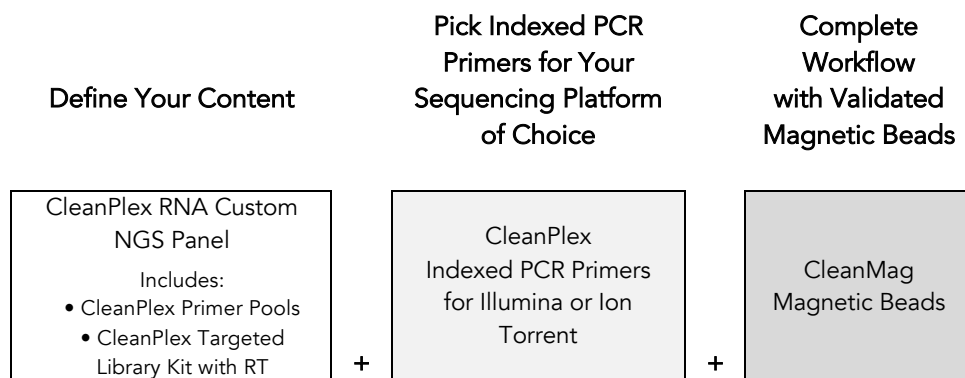 Define Your Content
Pick Indexed PCR
Primers for Your
Sequencing Platform
of Choice
Complete
Workflow
with Validated
Magnetic Beads
CleanPlex RNA Custom
NGS Panel
Includes:
• CleanPlex Primer Pools
• CleanPlex Targeted
Library Kit with RT
+
CleanPlex
Indexed PCR Primers
for Illumina or Ion
Torrent
+
CleanMag
Magnetic Beads